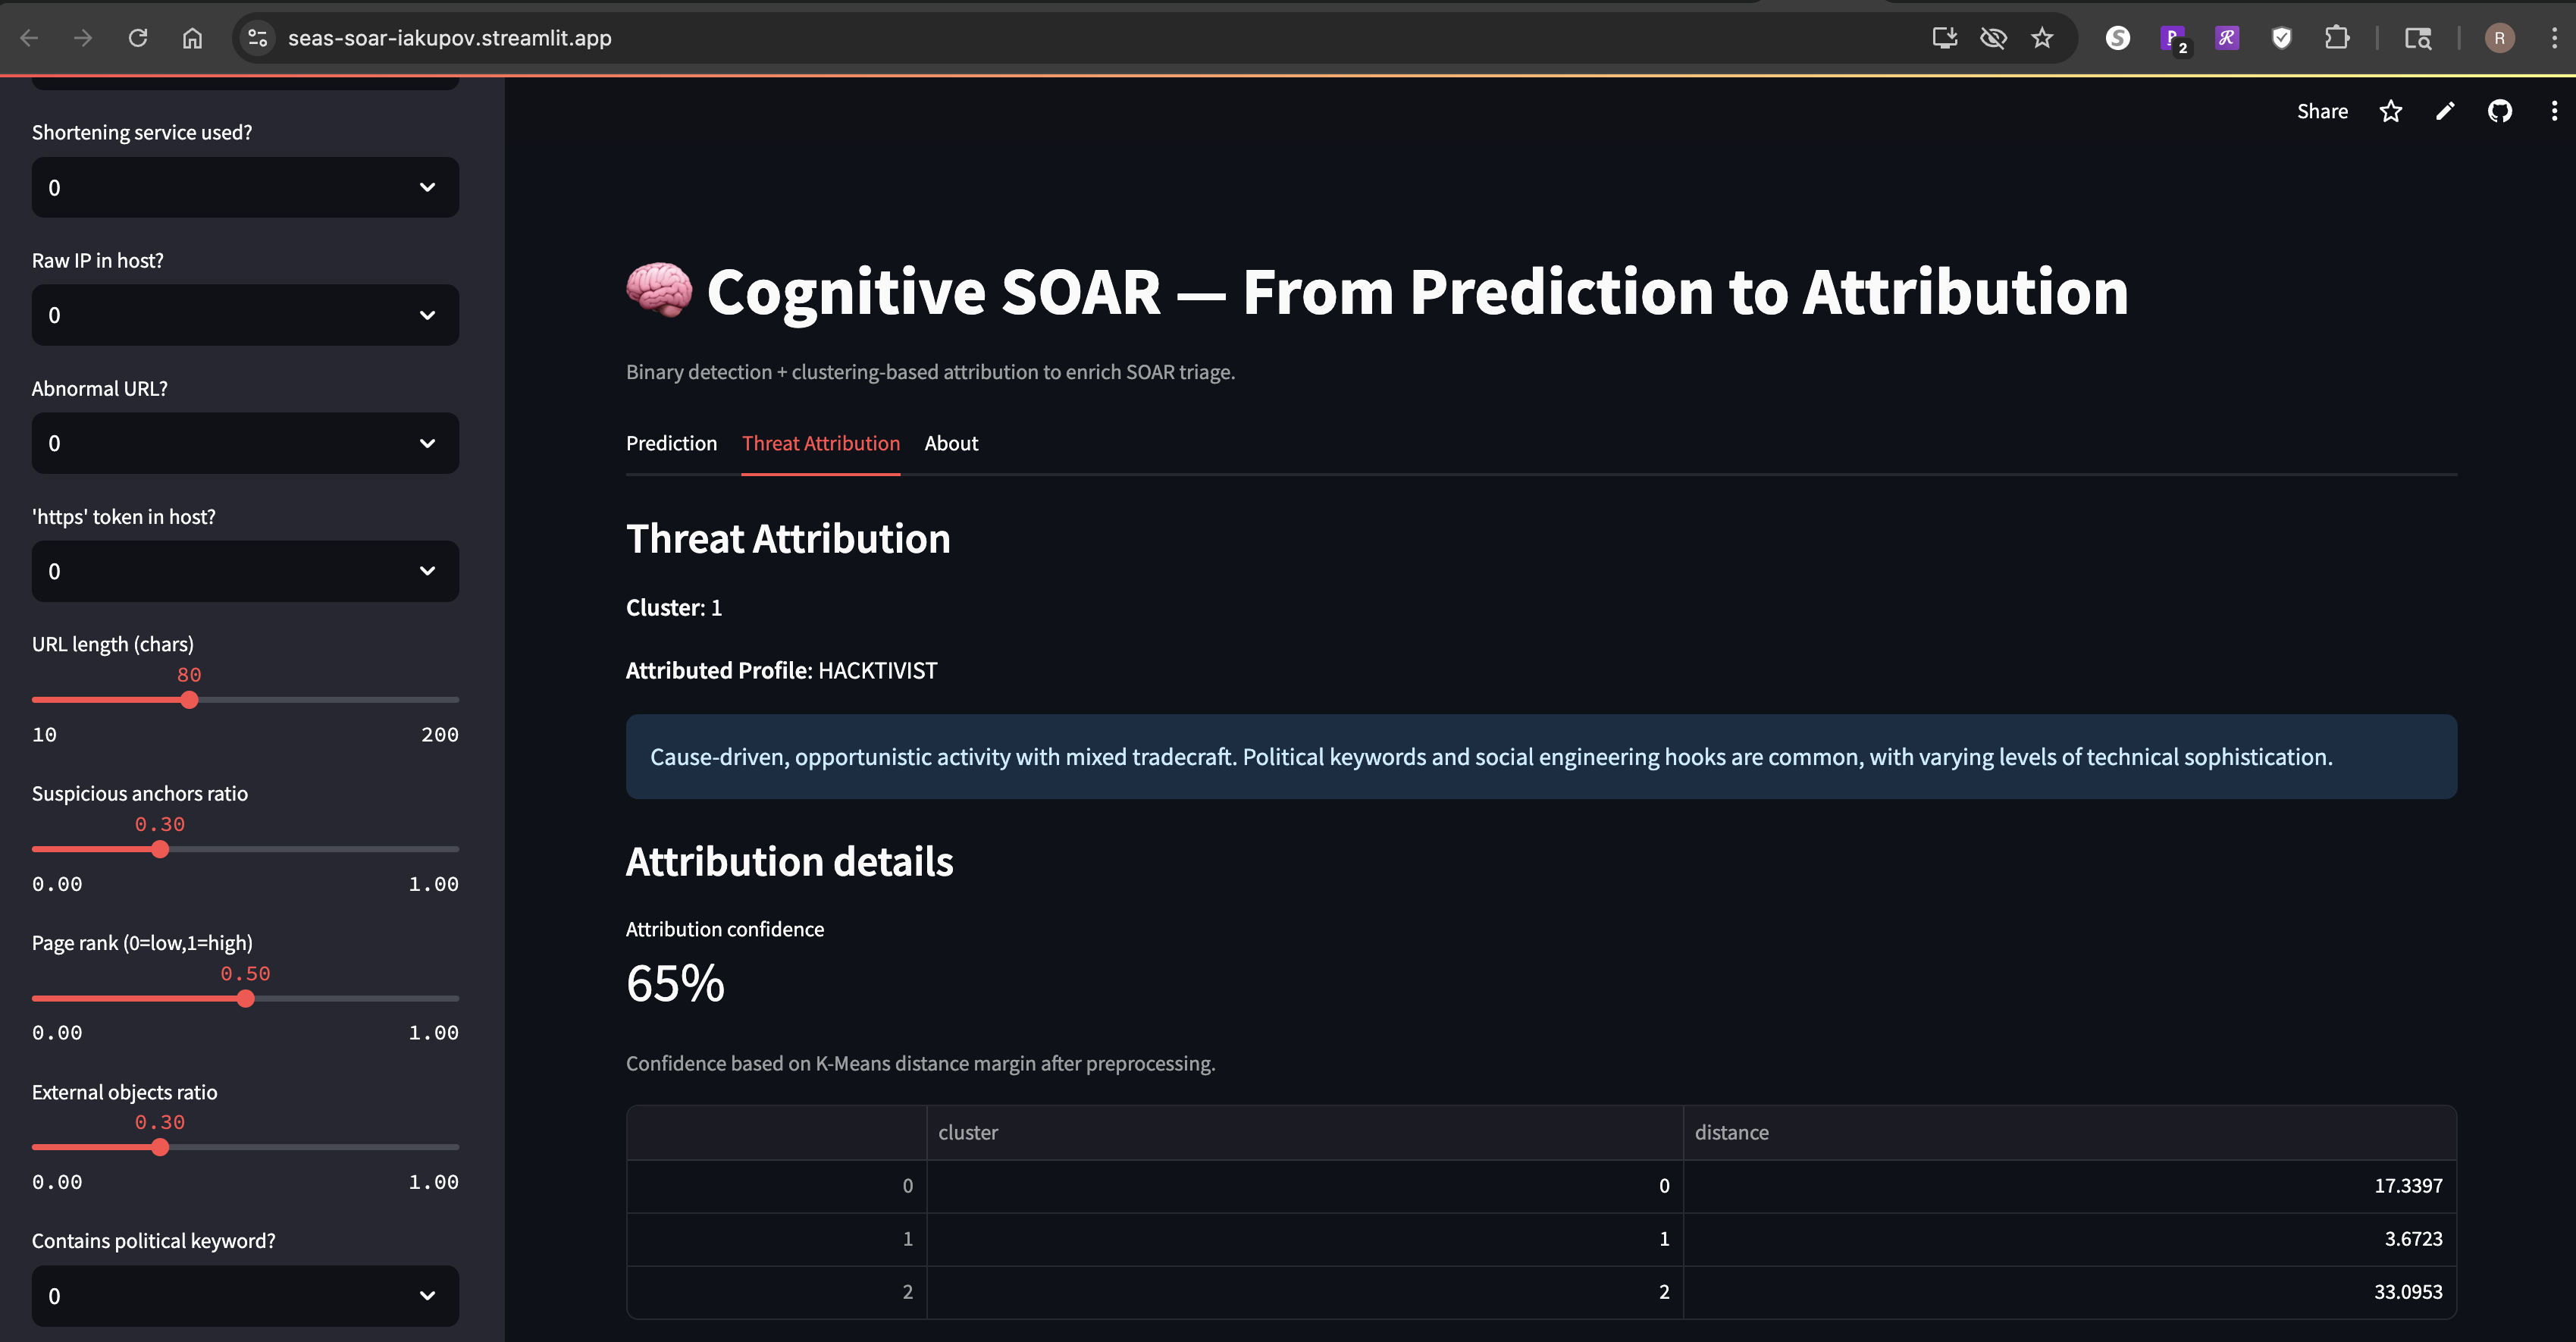 seas-soar-iakupov.streamlit.app
2
R
Share
Shortening service used?
0
Raw IP in host?
0
Abnormal URL?
0
'https' token in host?
0
URL length (chars)
80
10 200
Suspicious anchors ratio
0.30
0.00 1.00
Page rank (0=low,1=high)
0.50
0.00 1.00
External objects ratio
0.30
0.00 1.00
Contains political keyword?
0
🧠 Cognitive SOAR — From Prediction to Attribution
Binary detection + clustering-based attribution to enrich SOAR triage.
Prediction Threat Attribution About
Threat Attribution
Cluster: 1
Attributed Profile: HACKTIVIST
Cause-driven, opportunistic activity with mixed tradecraft. Political keywords and social engineering hooks are common, with varying levels of technical sophistication.
Attribution details
Attribution confidence
65%
Confidence based on K-Means distance margin after preprocessing.
cluster distance
0 0 17.3397
1 1 3.6723
2 2 33.0953